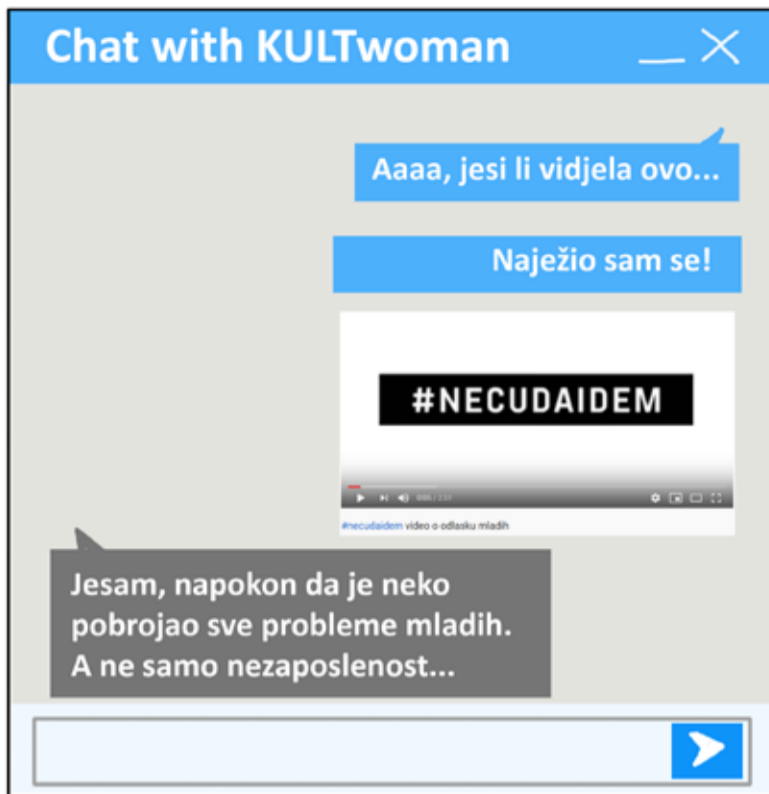 Chat with KULTwoman
Aaaa, jesi li vidjela ovo...
Naježio sam se!
#NECUDAIDEM
#necudaidem video o odlasku mladih
Jesam, napokon da je neko
pobrojao sve probleme mladih.
A ne samo nezaposlenost...